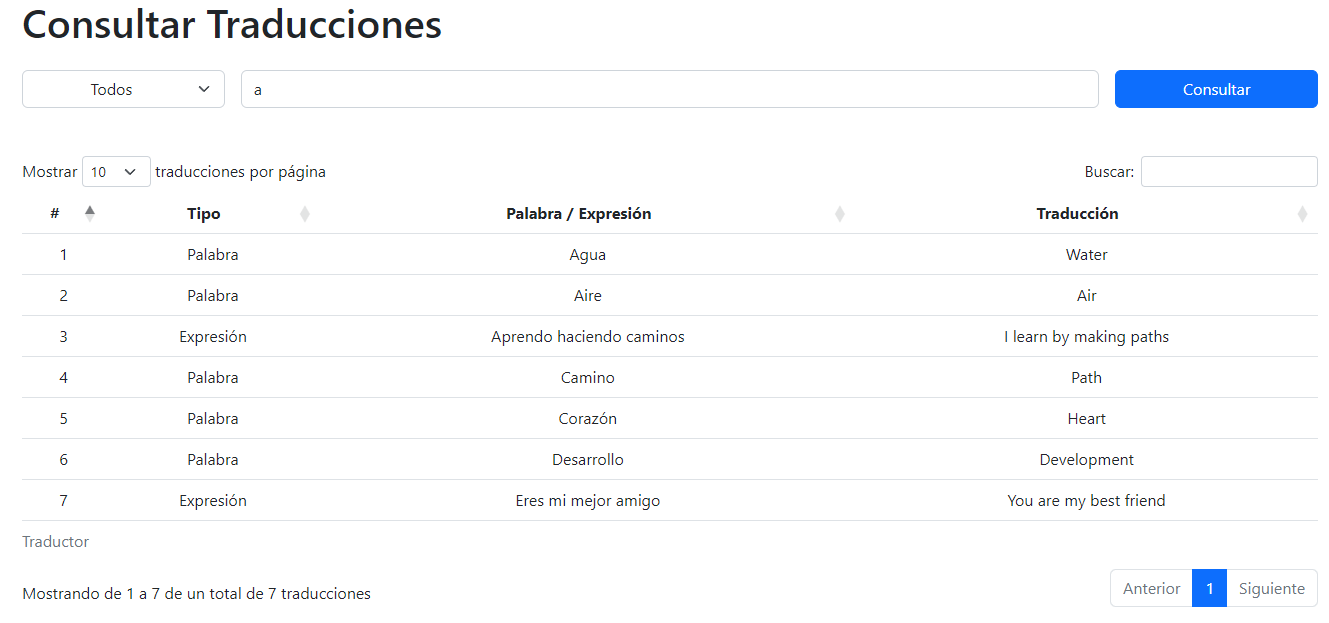 Consultar Traducciones
Todos a Consultar
Mostrar 10 traducciones por página Buscar:
# Tipo Palabra / Expresión Traducción
1 Palabra Agua Water
2 Palabra Aire Air
3 Expresión Aprendo haciendo caminos I learn by making paths
4 Palabra Camino Path
5 Palabra Corazón Heart
6 Palabra Desarrollo Development
7 Expresión Eres mi mejor amigo You are my best friend
Traductor
Mostrando de 1 a 7 de un total de 7 traducciones Anterior 1 Siguiente